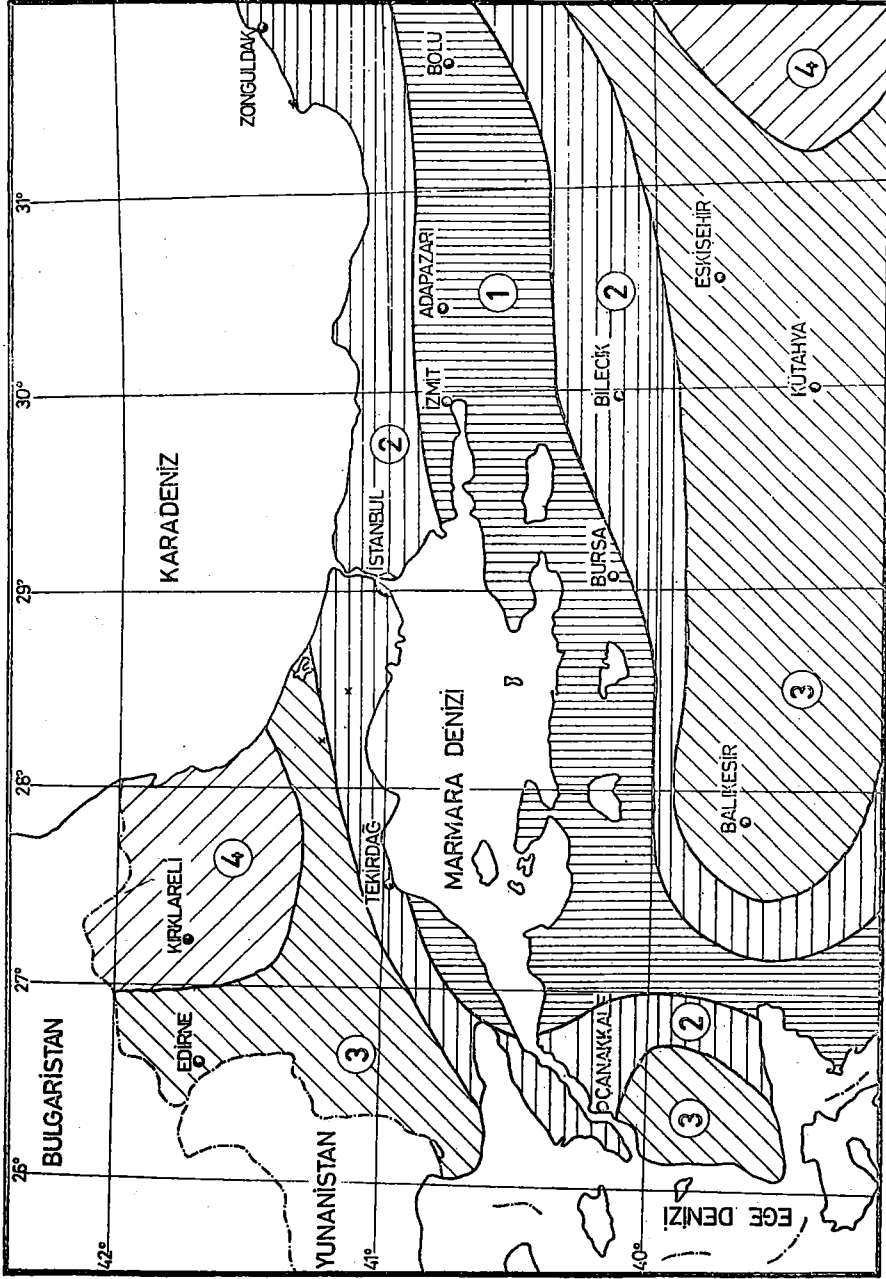 26°
27°
28°
29°
30°
31°
42°
41°
40°
BULGARİSTAN
YUNANİSTAN
KARADENİZ
MARMARA DENİZİ
EGE DENİZİ
EDİRNE
KIRKLARELİ
TEKİRDAĞ
İSTANBUL
ZONGULDAK
İZMİT
ADAPAZARI
BOLU
ÇANAKKALE
BALIKESİR
BURSA
BİLECİK
KÜTAHYA
ESKİŞEHİR
4
3
2
1
2
4
3
2
3